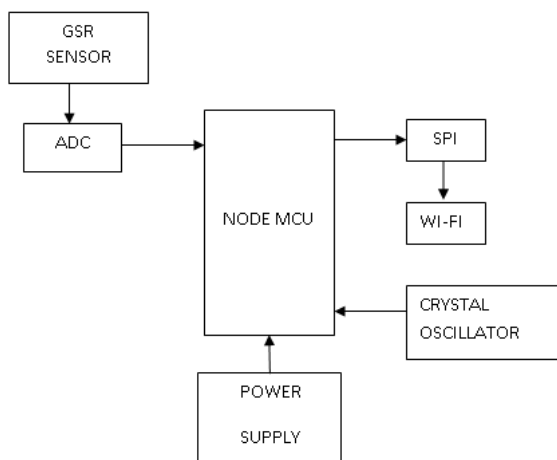 GSR
SENSOR
ADC
NODE MCU
SPI
WI-FI
CRYSTAL
OSCILLATOR
POWER
SUPPLY